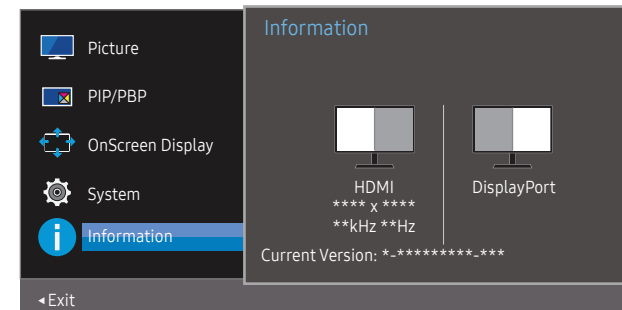 Picture
PIP/PBP
OnScreen Display
System
Information
Information
HDMI
**** x ****
**kHz **Hz
DisplayPort
Current Version: *-*********-***
◂Exit